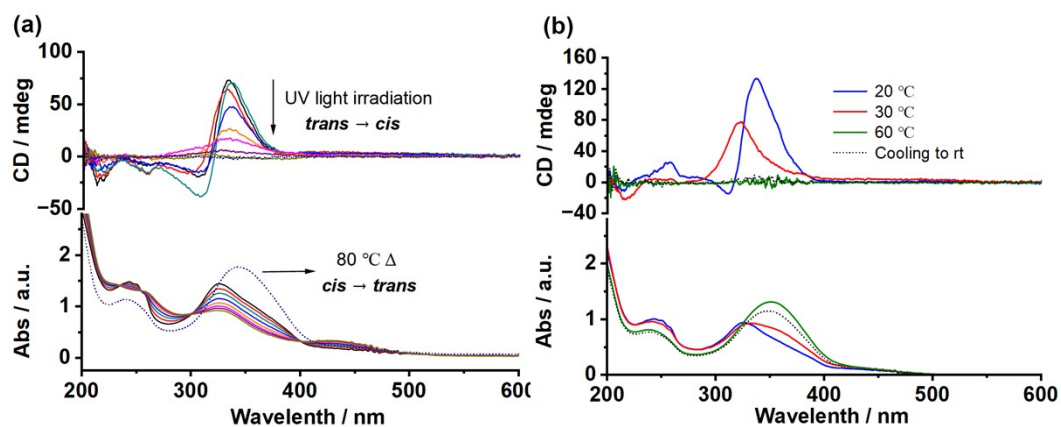 (a)
100
50
0
−50
CD / mdeg
UV light irradiation
trans → cis
2
1
0
Abs / a.u.
80 ℃ Δ
cis → trans
200 300 400 500 600
Wavelenth / nm
(b)
160
120
80
40
0
−40
CD / mdeg
20 ℃
30 ℃
60 ℃
Cooling to rt
2
1
0
Abs / a.u.
200 300 400 500 600
Wavelenth / nm